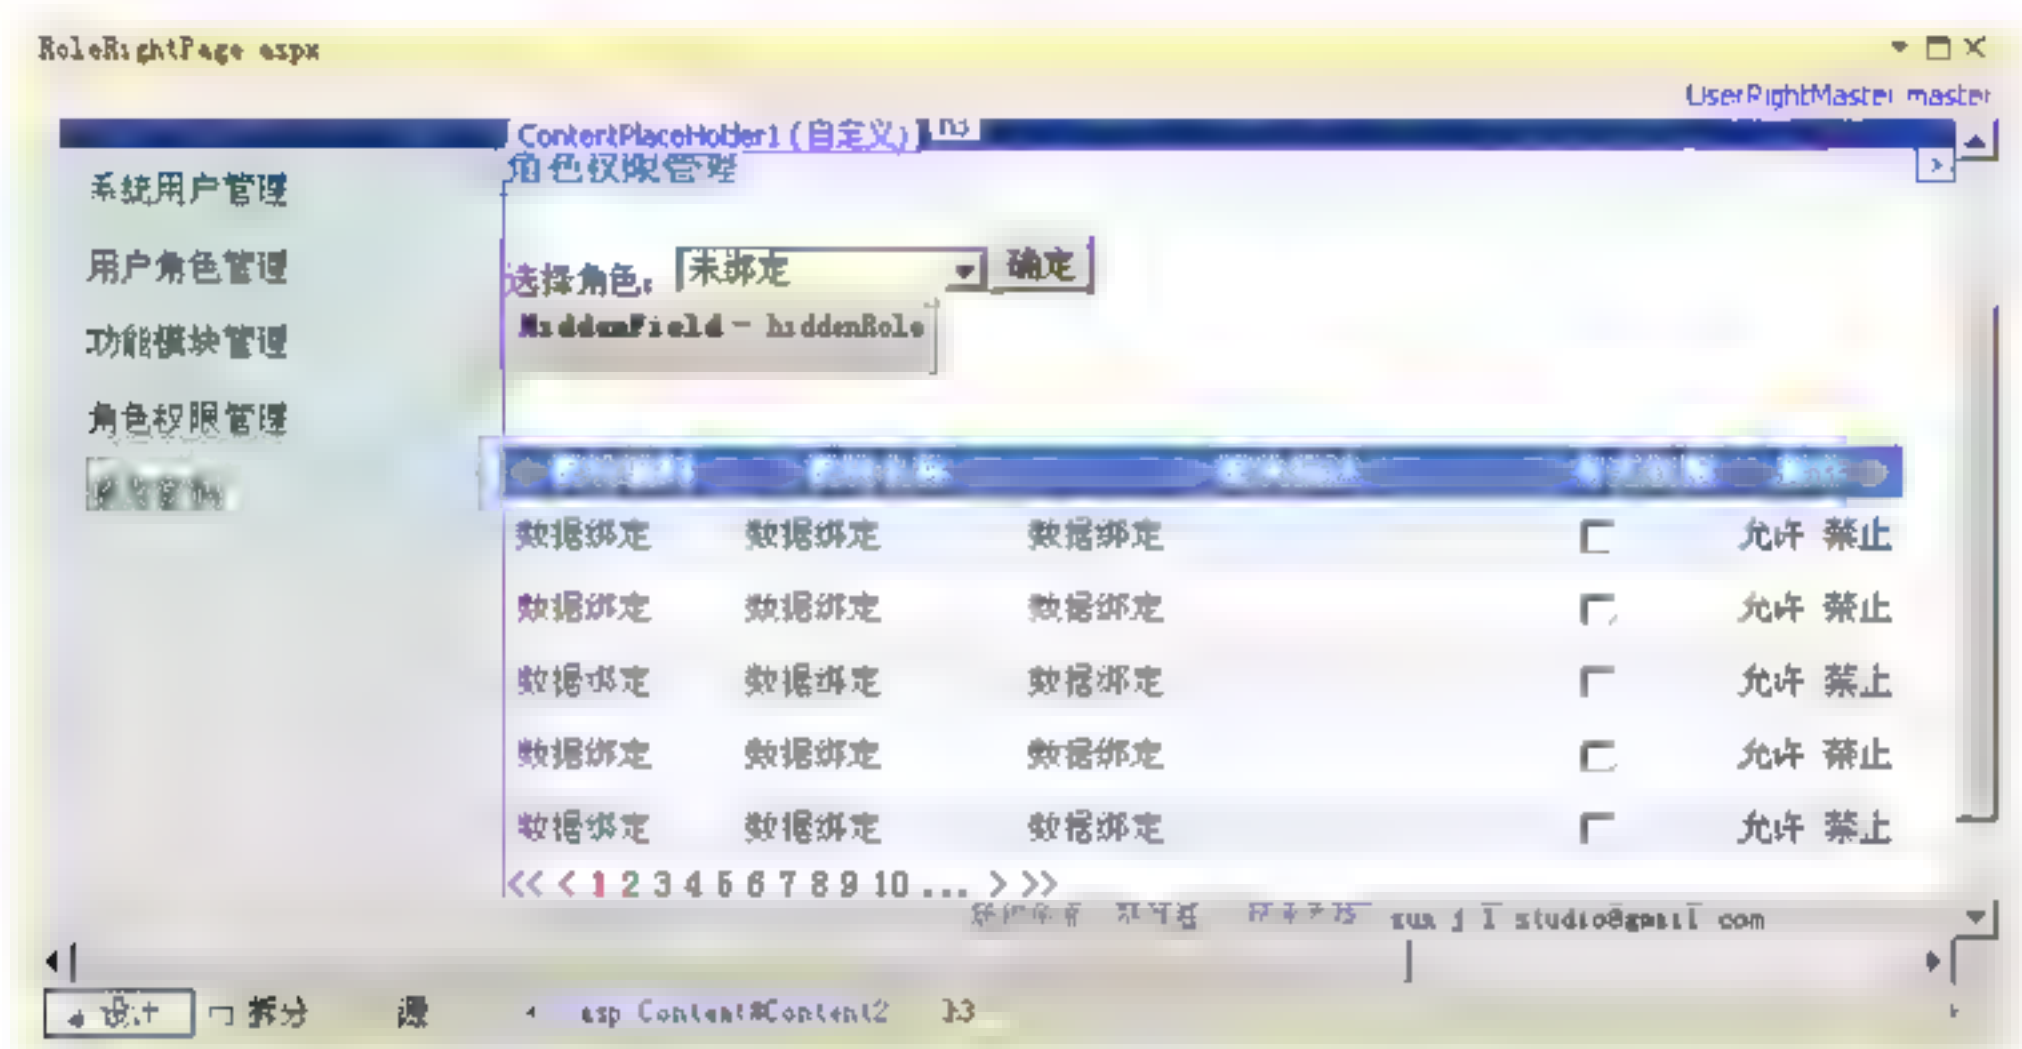 RoleRightPage aspx
UserRightMaster master
ContentPlaceHolder1 (自定义) h3
角色权限管理
系统用户管理
用户角色管理
功能模块管理
角色权限管理
选择角色: 未绑定 确定
HiddenField - hiddenRole
数据绑定 数据绑定 数据绑定 允许 禁止
数据绑定 数据绑定 数据绑定 允许 禁止
数据绑定 数据绑定 数据绑定 允许 禁止
数据绑定 数据绑定 数据绑定 允许 禁止
数据绑定 数据绑定 数据绑定 允许 禁止
<< < 1 2 3 4 5 6 7 8 9 10 ... > >>
studio@gmail com
设计 拆分 源 asp Content#Content2 h3